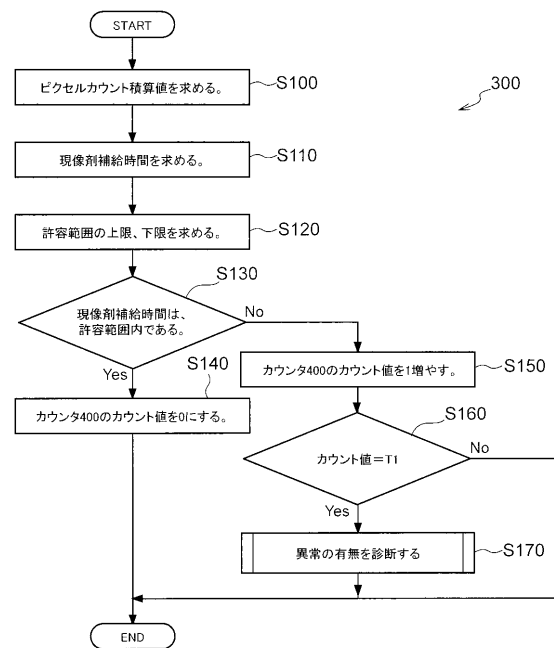 START
ピクセルカウント積算値を求める。
S100
300
現像剤補給時間を求める。
S110
許容範囲の上限、下限を求める。
S120
S130
現像剤補給時間は、
許容範囲内である。
No
Yes
S140
カウンタ400のカウント値を0にする。
カウンタ400のカウント値を1増やす。
S150
S160
カウント値=T1
No
Yes
異常の有無を診断する
S170
END